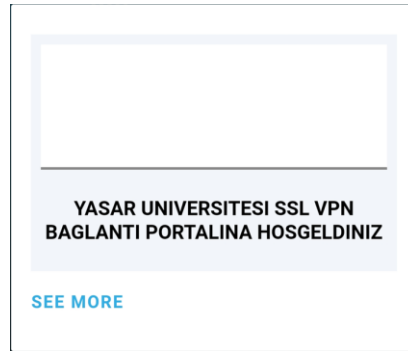 YASAR UNIVERSITESI SSL VPN
BAGLANTI PORTALINA HOSGELDINIZ
SEE MORE